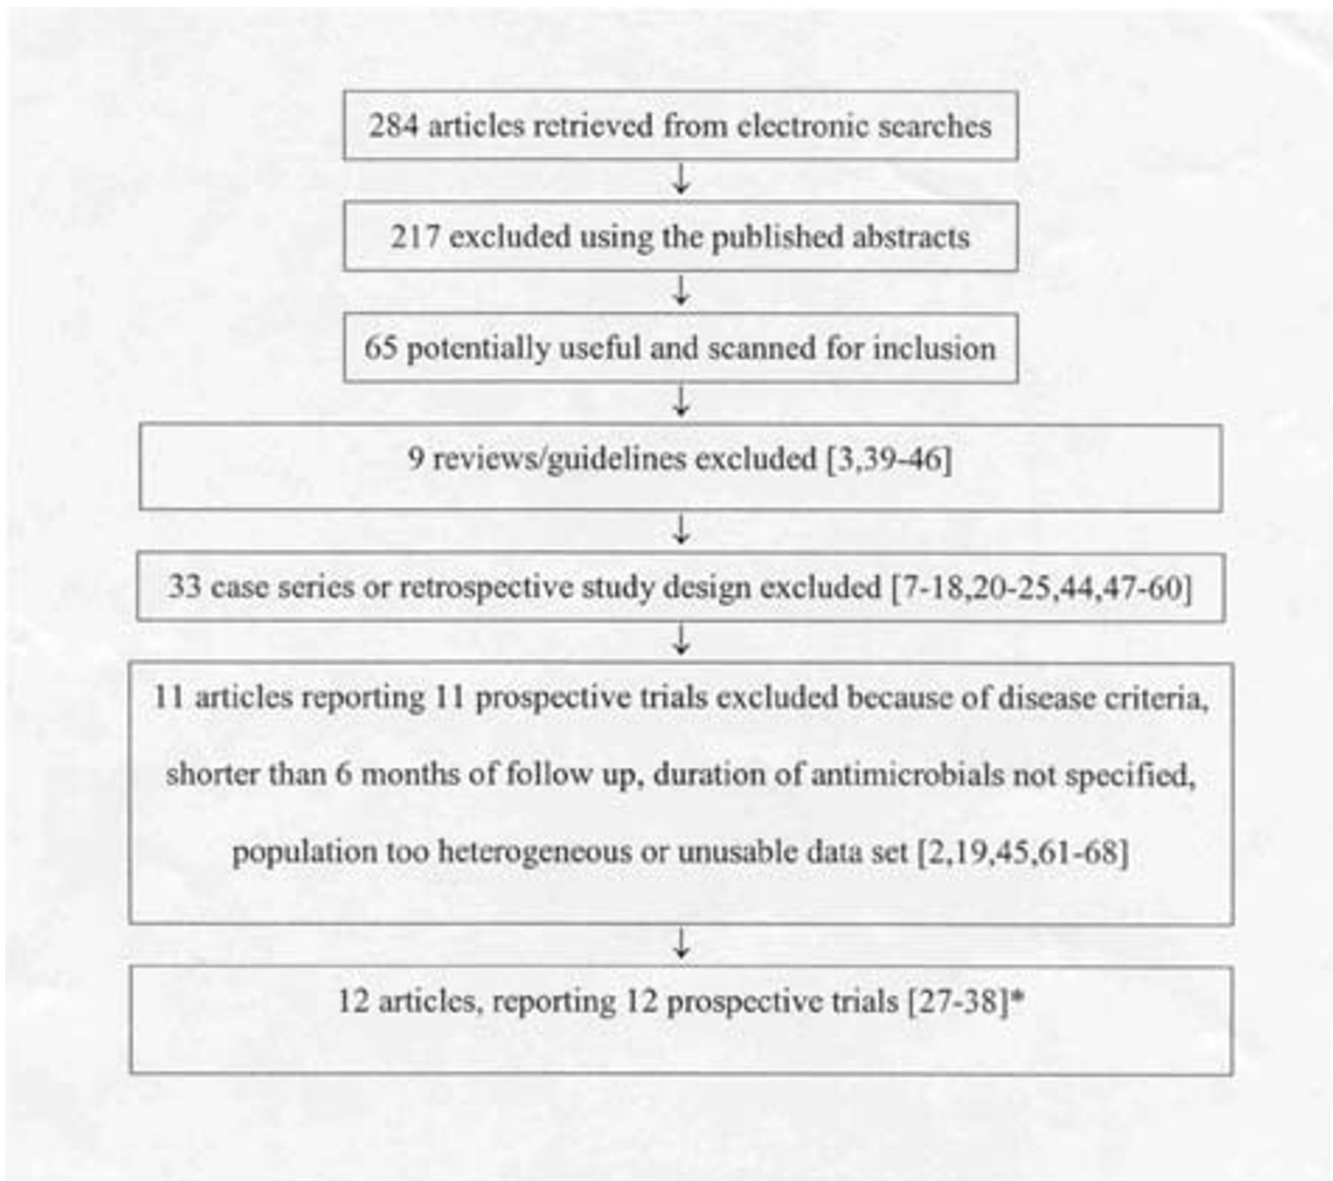 284 articles retrieved from electronic searches
↓
217 excluded using the published abstracts
↓
65 potentially useful and scanned for inclusion
↓
9 reviews/guidelines excluded [3,39-46]
↓
33 case series or retrospective study design excluded [7-18,20-25,44,47-60]
↓
11 articles reporting 11 prospective trials excluded because of disease criteria,
shorter than 6 months of follow up, duration of antimicrobials not specified,
population too heterogeneous or unusable data set [2,19,45,61-68]
↓
12 articles, reporting 12 prospective trials [27-38]*